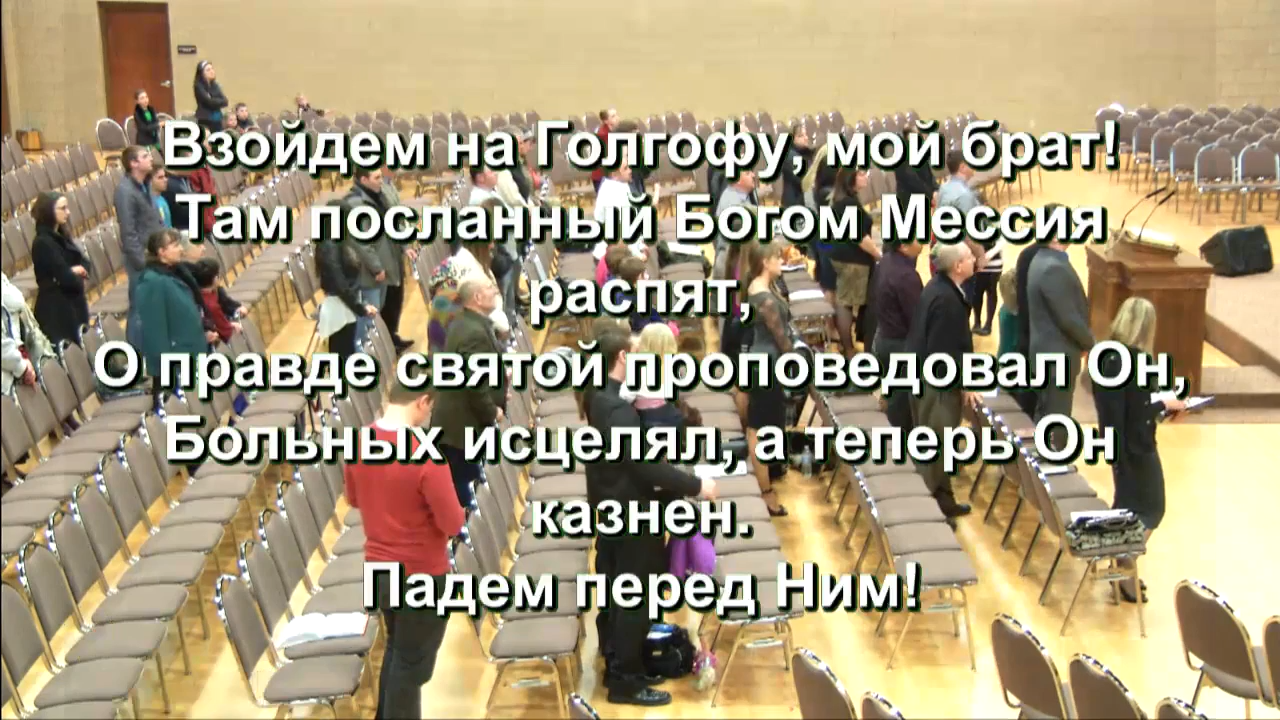 Взойдем на Голгофу, мой брат!
Там посланный Богом Мессия
распят,
О правде святой проповедовал Он,
Больных исцелял, а теперь Он
казнен.
Падем перед Ним!